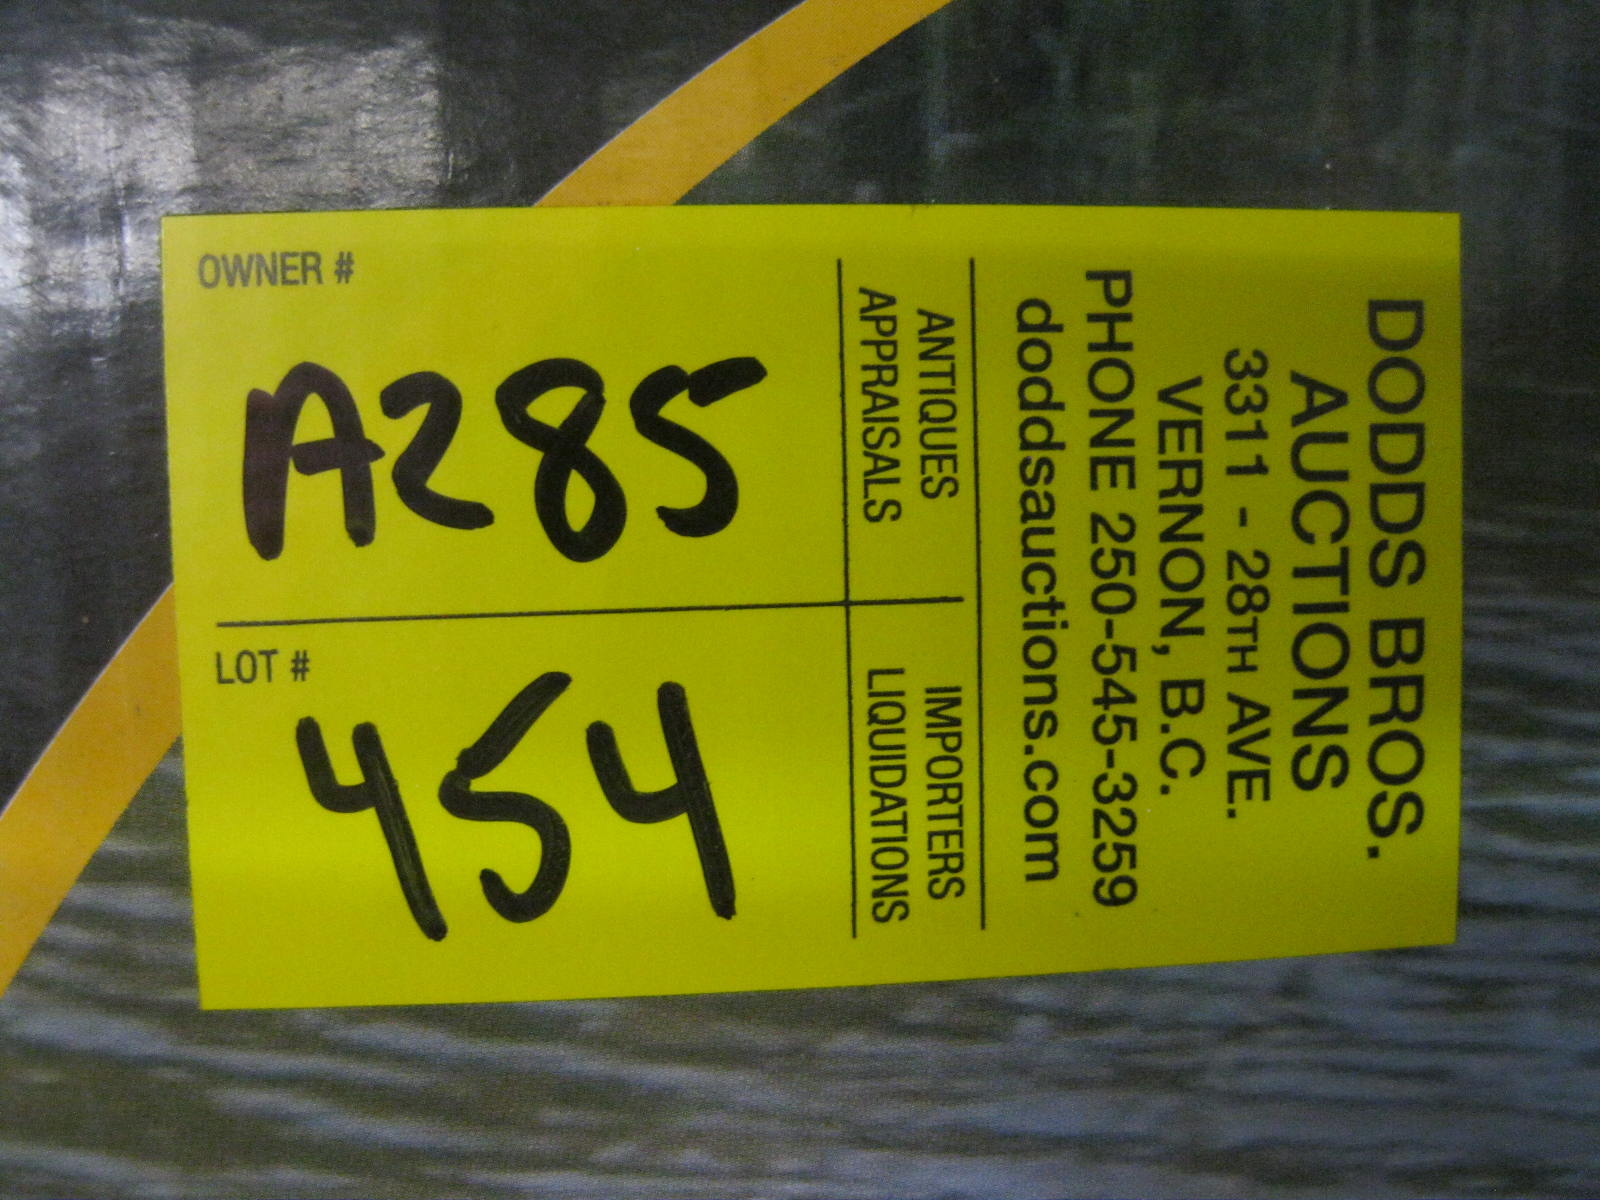 DODDS BROS.
AUCTIONS
3311 - 28TH AVE.
VERNON, B.C.
PHONE 250-545-3259
doddsauctions.com
ANTIQUES
APPRAISALS
IMPORTERS
LIQUIDATIONS
OWNER #
A285
LOT #
454